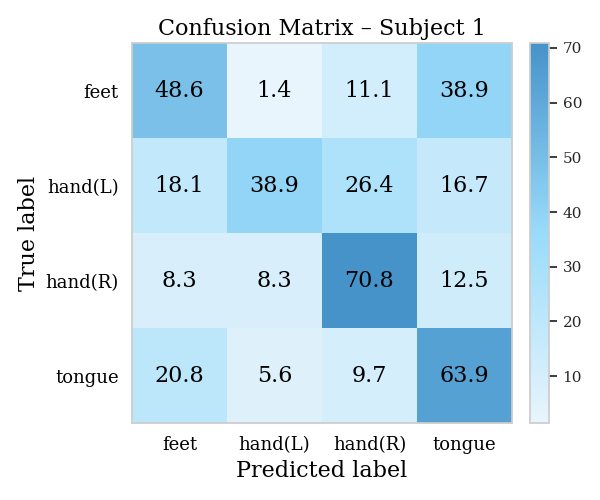 Confusion Matrix – Subject 1
feet 48.6 1.4 11.1 38.9
hand(L) 18.1 38.9 26.4 16.7
hand(R) 8.3 8.3 70.8 12.5
tongue 20.8 5.6 9.7 63.9
feet hand(L) hand(R) tongue
Predicted label
True label
70
60
50
40
30
20
10